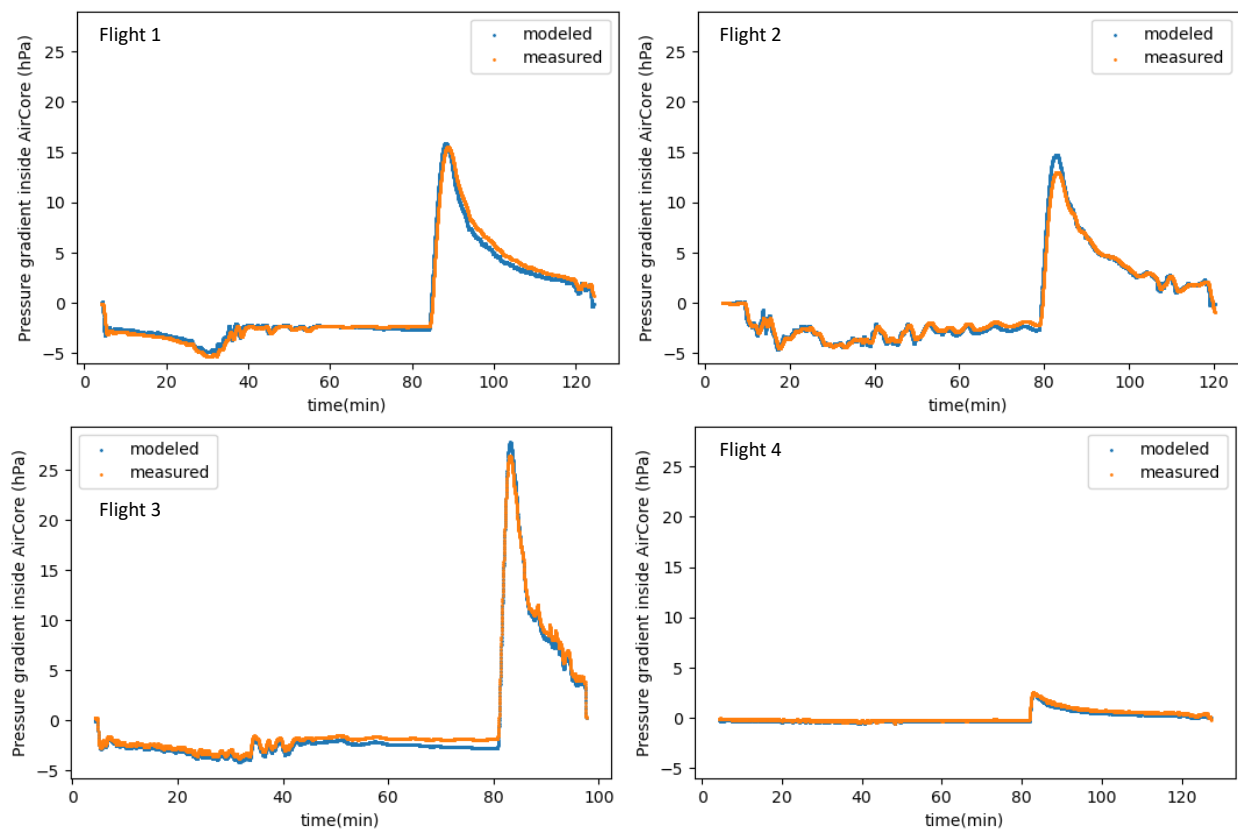 Flight 1
modeled
measured
Pressure gradient inside AirCore (hPa)
25
20
15
10
5
0
−5
0 20 40 60 80 100 120
time(min)
Flight 2
modeled
measured
Pressure gradient inside AirCore (hPa)
25
20
15
10
5
0
−5
0 20 40 60 80 100 120
time(min)
modeled
measured
Flight 3
Pressure gradient inside AirCore (hPa)
25
20
15
10
5
0
−5
0 20 40 60 80 100
time(min)
Flight 4
modeled
measured
Pressure gradient inside AirCore (hPa)
25
20
15
10
5
0
−5
0 20 40 60 80 100 120
time(min)